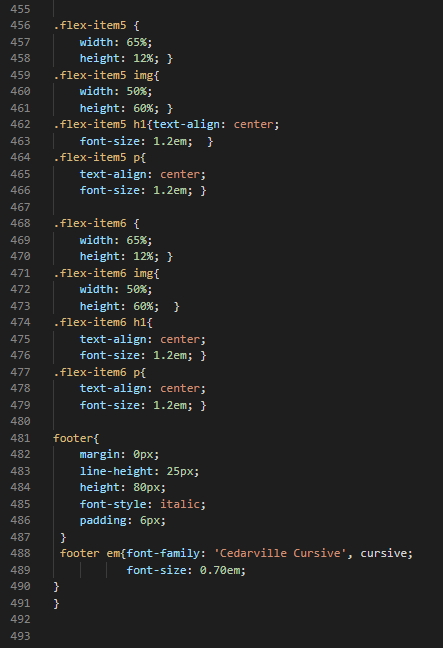 455
456 .flex-item5 {
457     width: 65%;
458     height: 12%; }
459 .flex-item5 img{
460     width: 50%;
461     height: 60%; }
462 .flex-item5 h1{text-align: center;
463     font-size: 1.2em;  }
464 .flex-item5 p{
465     text-align: center;
466     font-size: 1.2em; }
467
468 .flex-item6 {
469     width: 65%;
470     height: 12%; }
471 .flex-item6 img{
472     width: 50%;
473     height: 60%;  }
474 .flex-item6 h1{
475     text-align: center;
476     font-size: 1.2em; }
477 .flex-item6 p{
478     text-align: center;
479     font-size: 1.2em; }
480
481 footer{
482     margin: 0px;
483     line-height: 25px;
484     height: 80px;
485     font-style: italic;
486     padding: 6px;
487  }
488  footer em{font-family: 'Cedarville Cursive', cursive;
489            font-size: 0.70em;
490 }
491 }
492
493